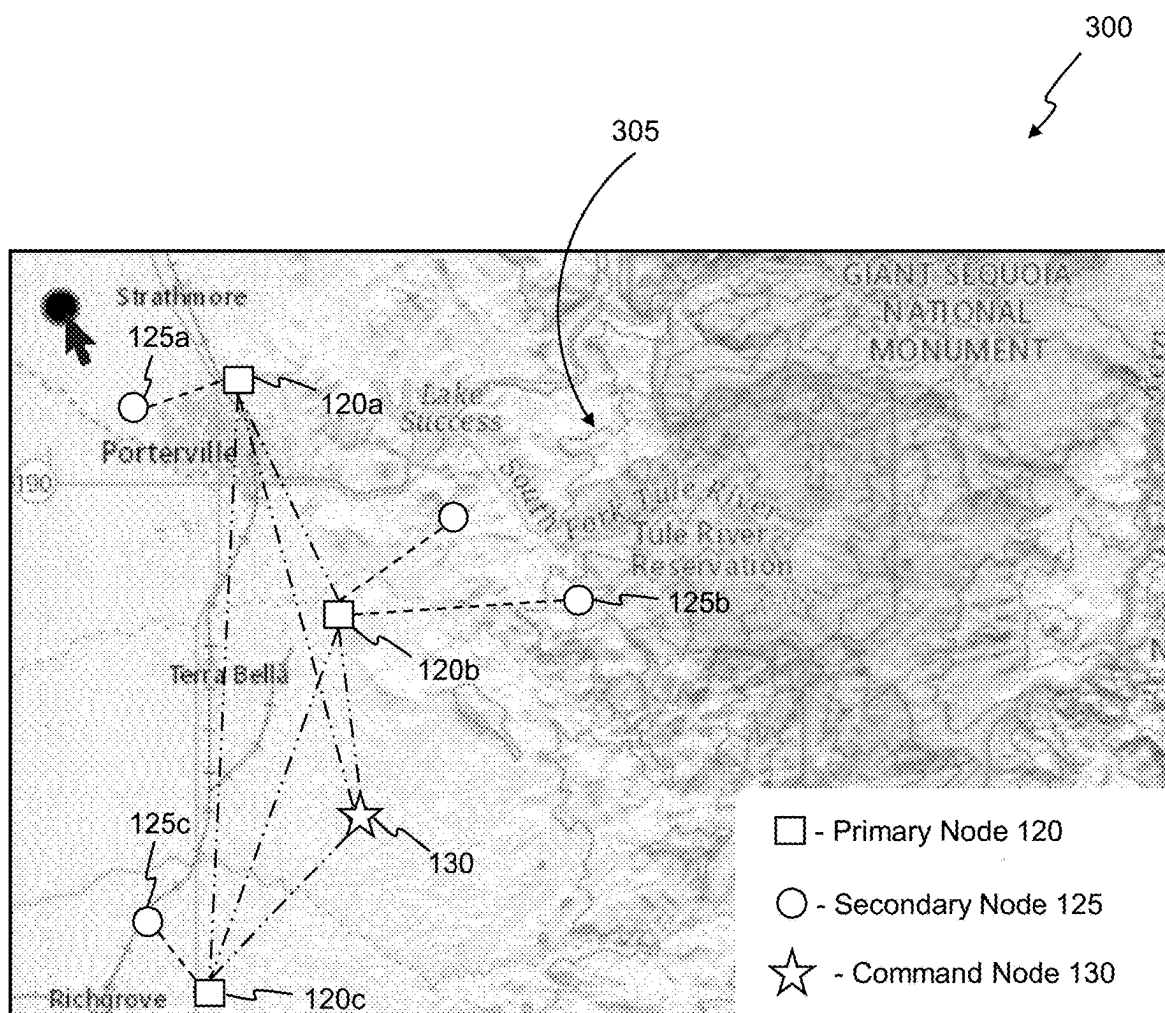 300
305
GIANT SEQUOIA
NATIONAL
MONUMENT
Strathmore
125a
120a
Lake
Success
Porterville
190
South Fork Tule River
Tule River
Reservation
125b
120b
Terra Bella
125c
130
- Primary Node 120
- Secondary Node 125
- Command Node 130
Richgrove
120c